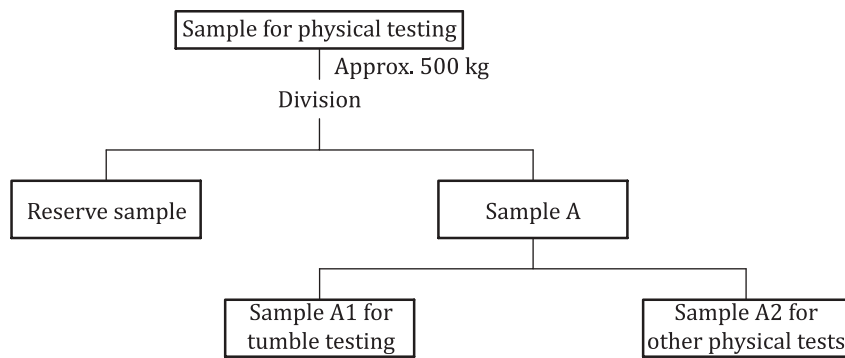 Sample for physical testing
Approx. 500 kg
Division
Reserve sample
Sample A
Sample A1 for
tumble testing
Sample A2 for
other physical tests